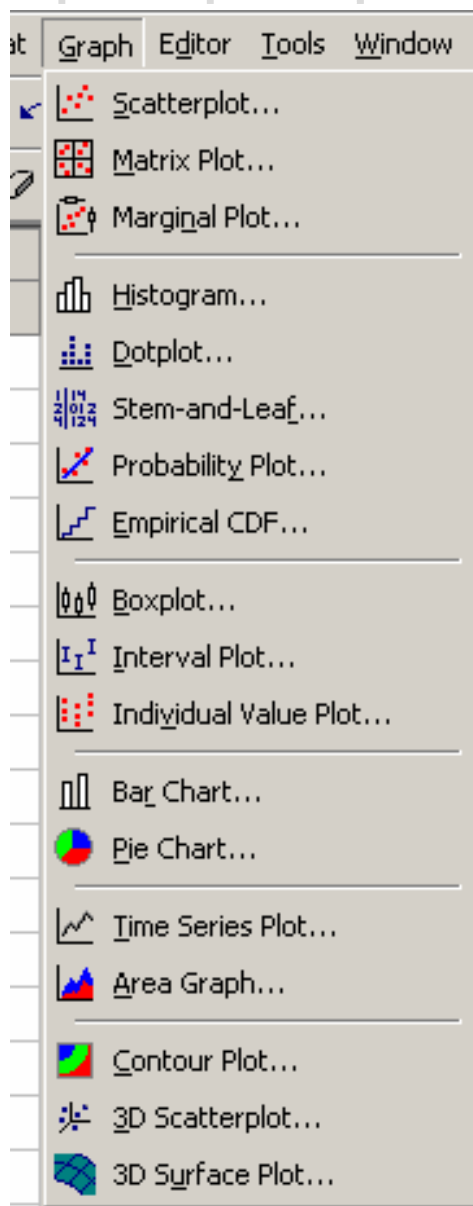 at Graph Editor Tools Window
Scatterplot...
Matrix Plot...
Marginal Plot...
Histogram...
Dotplot...
Stem-and-Leaf...
Probability Plot...
Empirical CDF...
Boxplot...
Interval Plot...
Individual Value Plot...
Bar Chart...
Pie Chart...
Time Series Plot...
Area Graph...
Contour Plot...
3D Scatterplot...
3D Surface Plot...